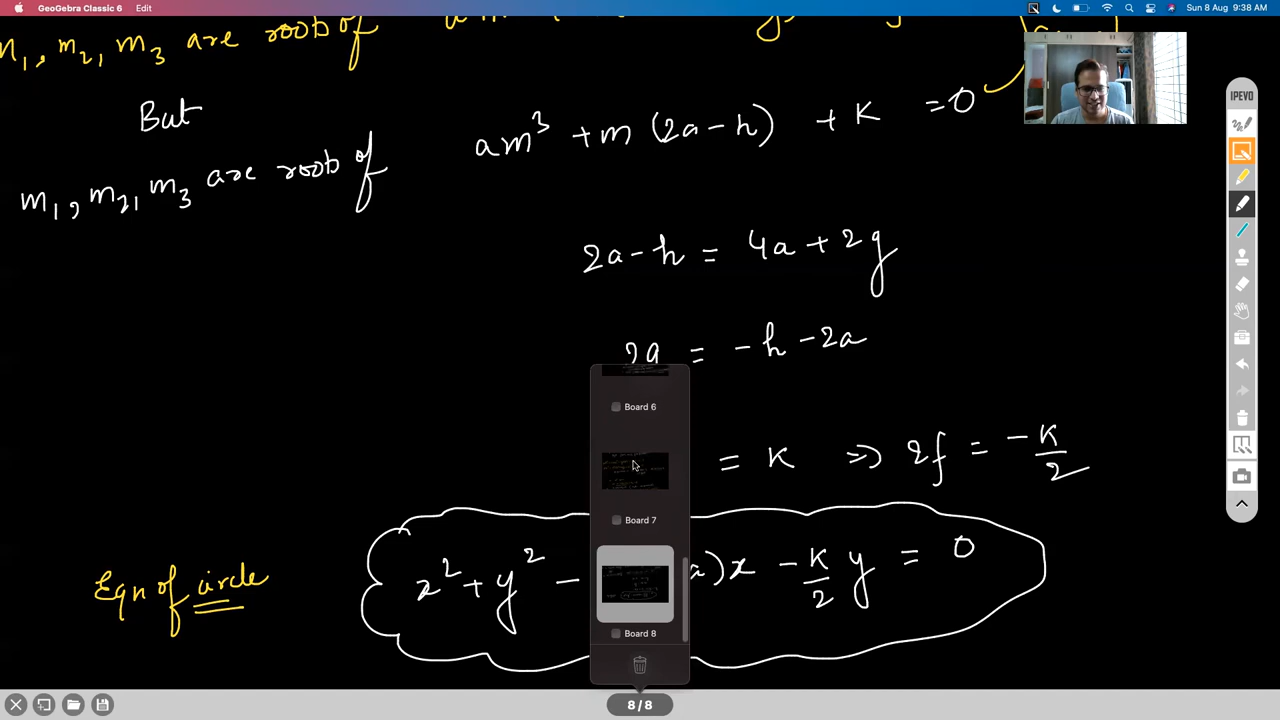 GeoGebra Classic 6 Edit Sun 8 Aug 9:38 AM
m₁, m₂, m₃ are roots of
IPEVO
But
am³ + m (2a - h) + k = 0
m₁, m₂, m₃ are roots of
2a - h = 4a + 2g
2g = - h - 2a
Board 6
= k ⇒ 2f = -k/2
Board 7
Eqn of circle x² + y² - a) x - k/2 y = 0
Board 8
8 / 8